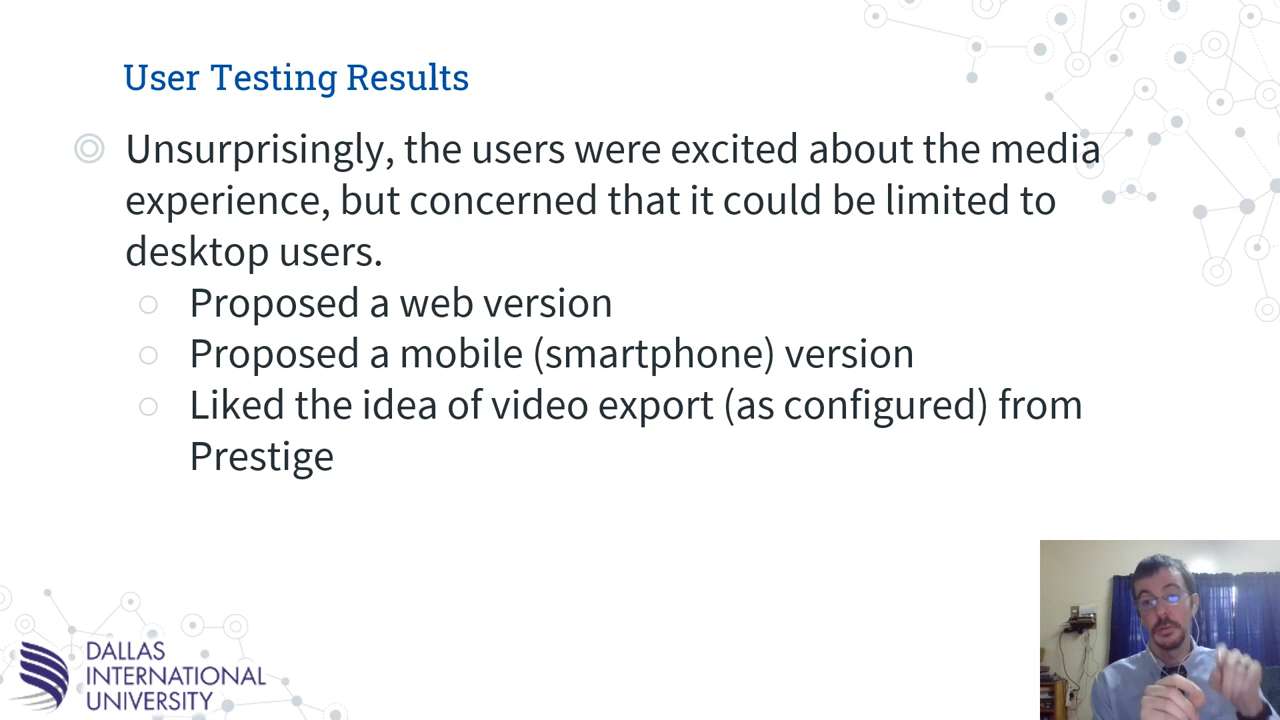 User Testing Results
Unsurprisingly, the users were excited about the media
experience, but concerned that it could be limited to
desktop users.
Proposed a web version
Proposed a mobile (smartphone) version
Liked the idea of video export (as configured) from
Prestige
DALLAS
INTERNATIONAL
UNIVERSITY